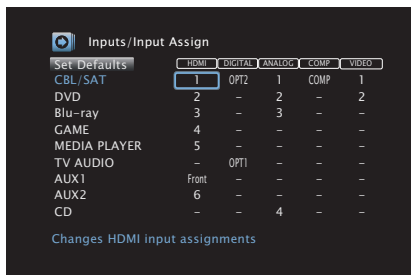 Inputs/Input Assign
Set Defaults HDMI DIGITAL ANALOG COMP VIDEO
CBL/SAT 1 OPT2 1 COMP 1
DVD 2 – 2 – 2
Blu-ray 3 – 3 – –
GAME 4 – – – –
MEDIA PLAYER 5 – – – –
TV AUDIO – OPT1 – – –
AUX1 Front – – – –
AUX2 6 – – – –
CD – – 4 – –
Changes HDMI input assignments